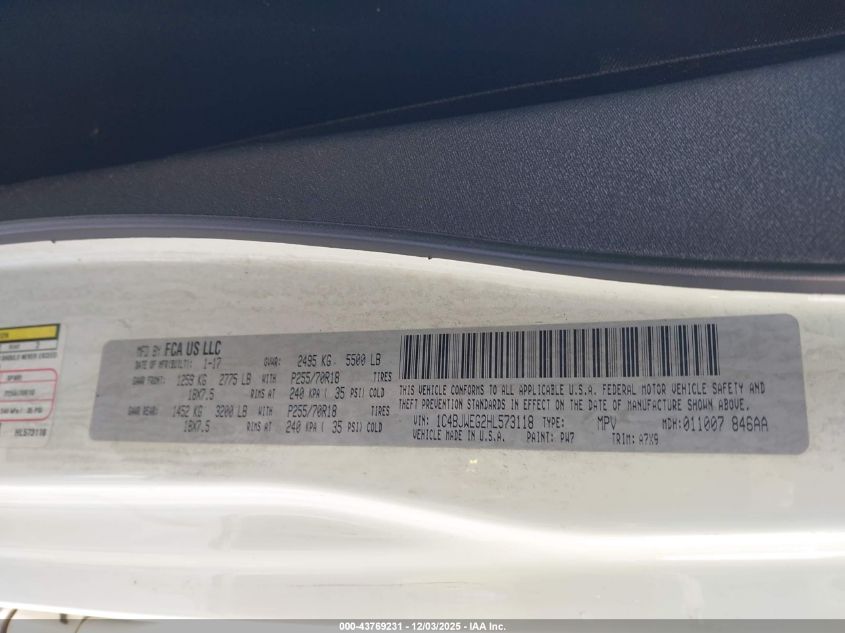 MFD BY FCA US LLC
DATE OF MFR(BUILT): 1-17 GVWR: 2495 KG 5500 LB
GAWR FRONT: 1259 KG 2775 LB WITH P255/70R18 TIRES
18X7.5 RIMS AT 240 KPA ( 35 PSI) COLD
GAWR REAR: 1452 KG 3200 LB WITH P255/70R18 TIRES
18X7.5 RIMS AT 240 KPA ( 35 PSI) COLD
THIS VEHICLE CONFORMS TO ALL APPLICABLE U.S.A. FEDERAL MOTOR VEHICLE SAFETY AND
THEFT PREVENTION STANDARDS IN EFFECT ON THE DATE OF MANUFACTURE SHOWN ABOVE.
VIN: 1C4BJWEG2HL573118 TYPE: MPV MDH:011007 846AA
VEHICLE MADE IN U.S.A. PAINT: PW7 TRIM: A7X9
HL573118
000-43769231 - 12/03/2025 - IAA Inc.